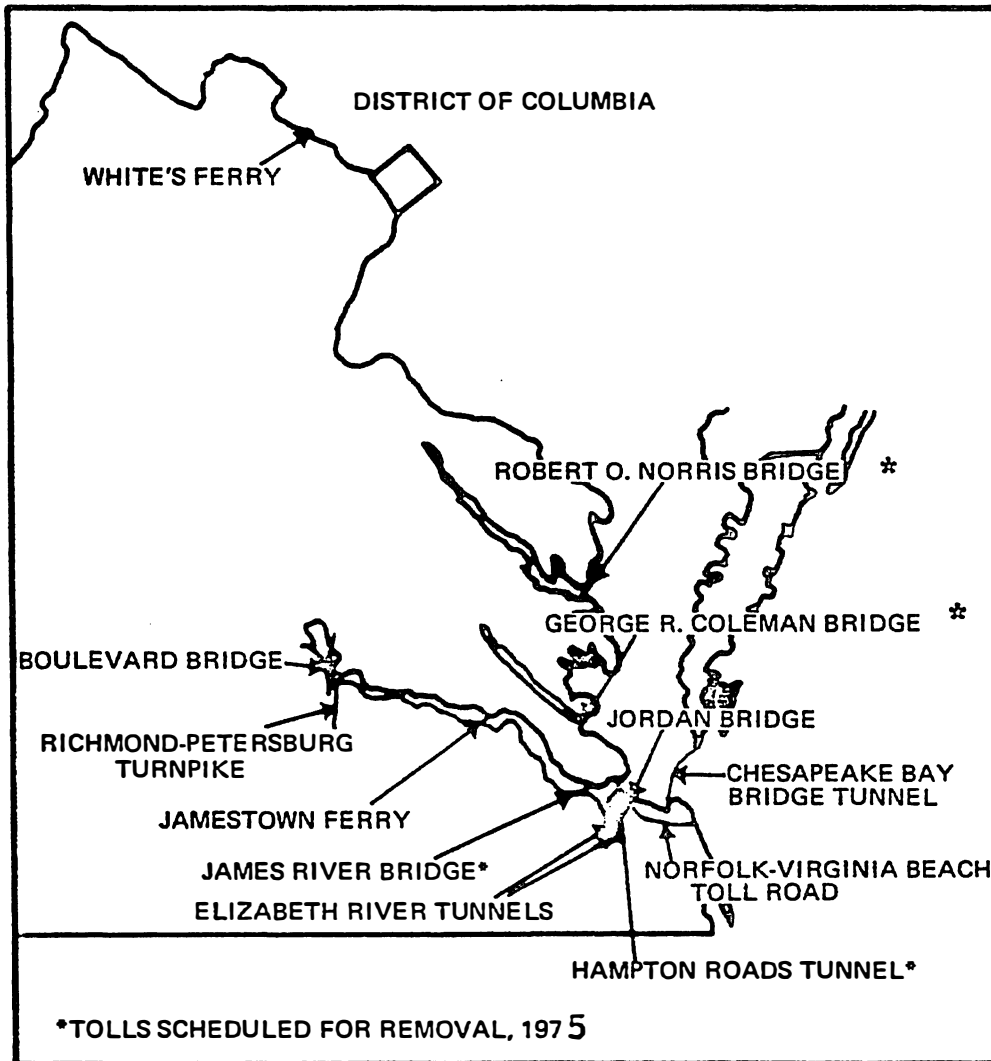 DISTRICT OF COLUMBIA
WHITE'S FERRY
ROBERT O. NORRIS BRIDGE *
GEORGE R. COLEMAN BRIDGE *
BOULEVARD BRIDGE
JORDAN BRIDGE
RICHMOND-PETERSBURG
TURNPIKE
CHESAPEAKE BAY
BRIDGE TUNNEL
JAMESTOWN FERRY
JAMES RIVER BRIDGE*
NORFOLK-VIRGINIA BEACH
TOLL ROAD
ELIZABETH RIVER TUNNELS
HAMPTON ROADS TUNNEL*
*TOLLS SCHEDULED FOR REMOVAL, 1975